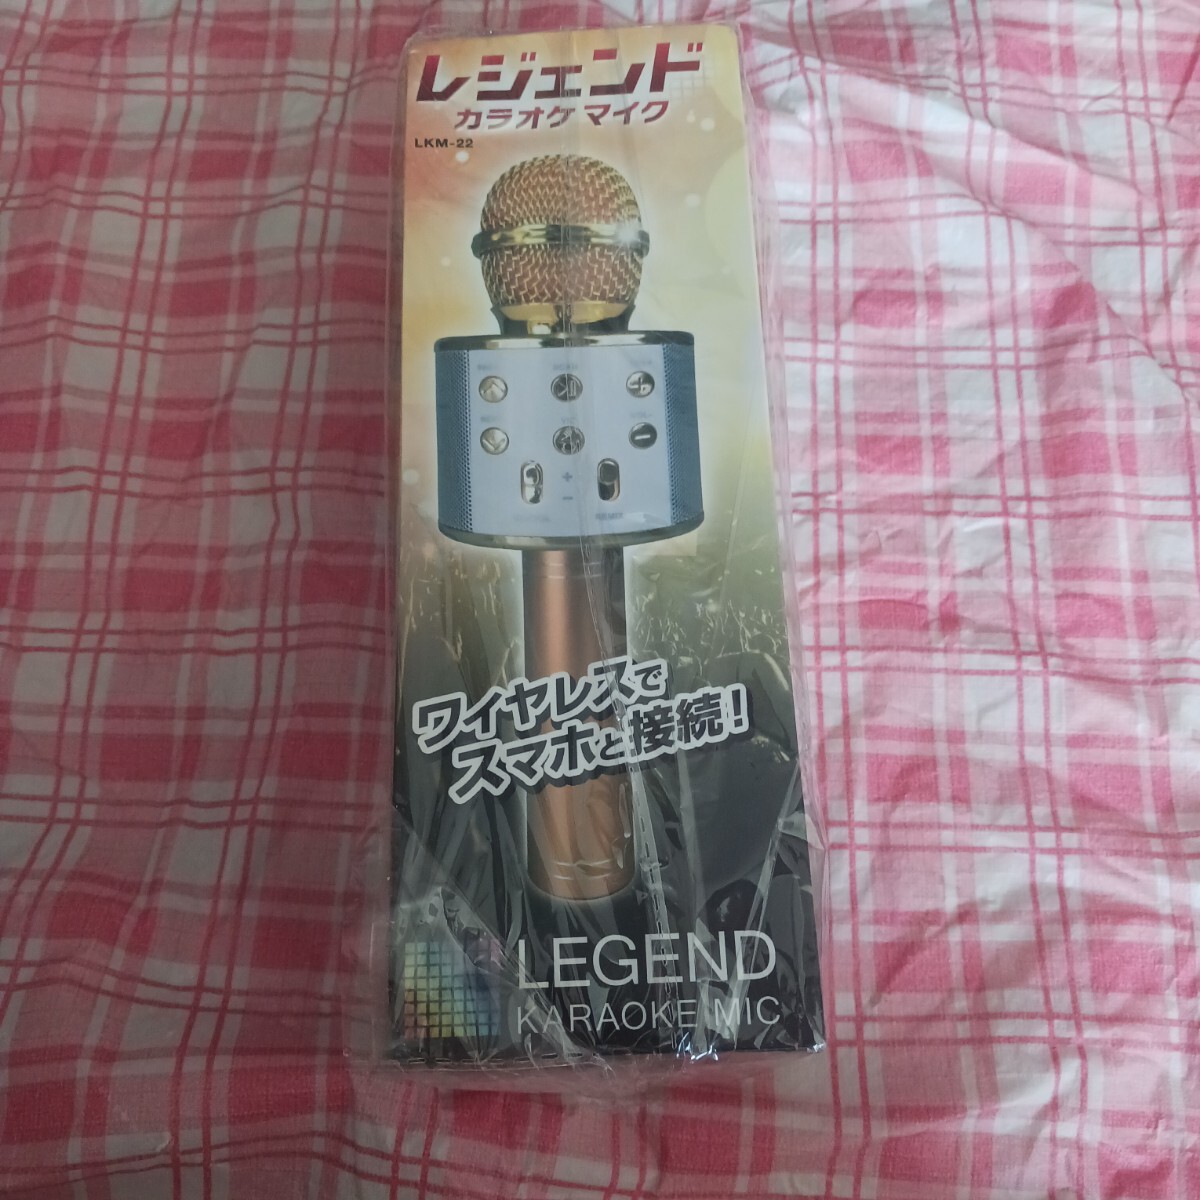 レジェンド
カラオケ マイク
LKM-22
+
−
REMIX
ワイヤレスで
スマホと接続!
LEGEND
KARAOKE MIC